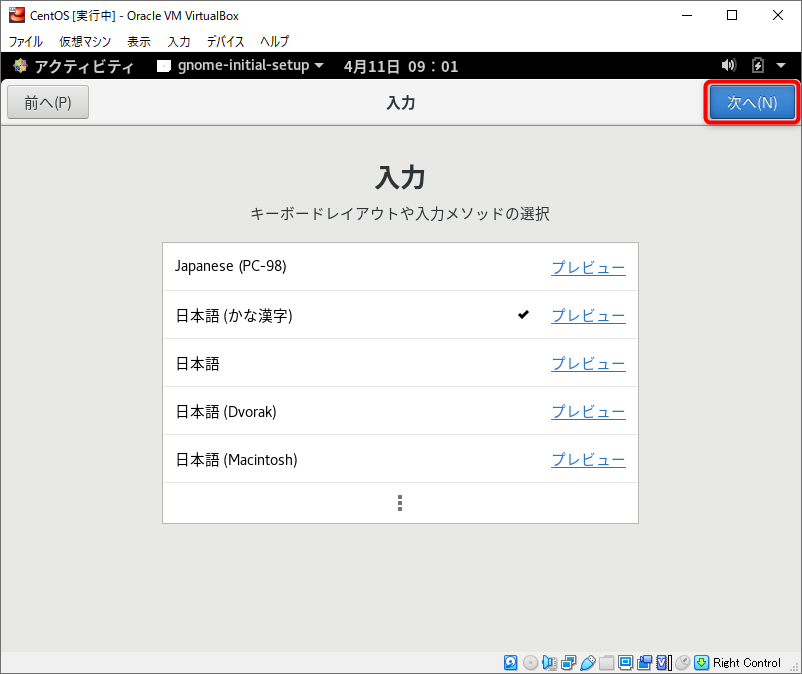 CentOS [実行中] - Oracle VM VirtualBox
ファイル 仮想マシン 表示 入力 デバイス ヘルプ
アクティビティ gnome-initial-setup 4月11日 09：01
前へ(P) 入力 次へ(N)
入力
キーボードレイアウトや入力メソッドの選択
Japanese (PC-98) プレビュー
日本語 (かな漢字) プレビュー
日本語 プレビュー
日本語 (Dvorak) プレビュー
日本語 (Macintosh) プレビュー
Right Control